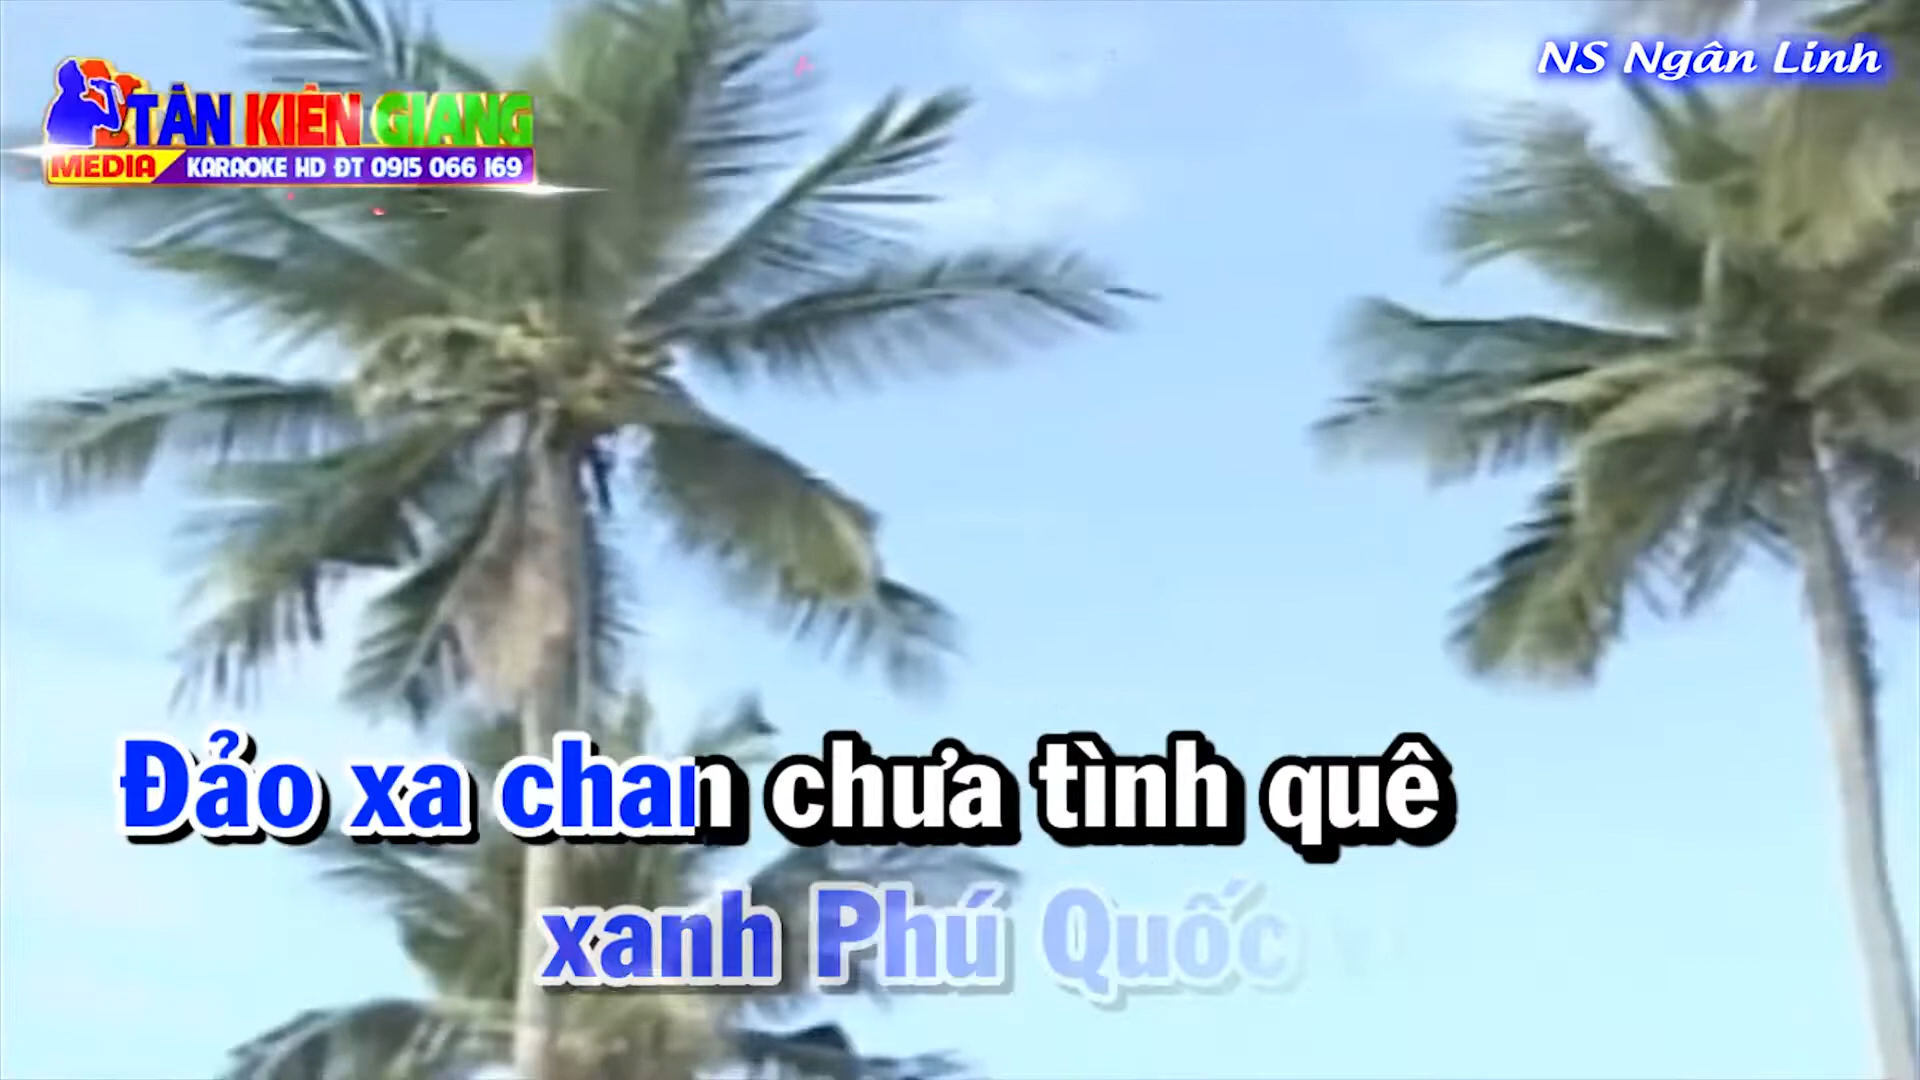 NS Ngân Linh
TÂN KIÊN GIANG
MEDIA KARAOKE HD ĐT 0915 066 169
Đảo xa chan chưa tình quê
xanh Phú Quốc